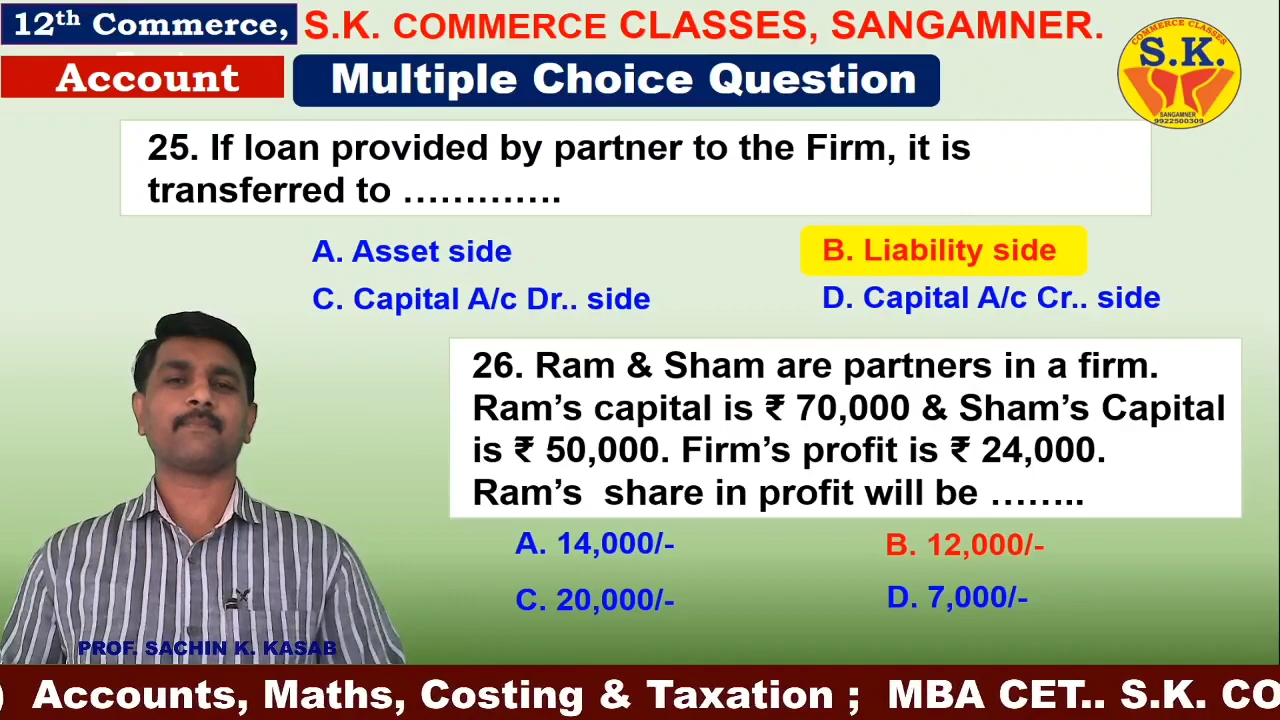 12th Commerce,
S.K. COMMERCE CLASSES, SANGAMNER.
Account
Multiple Choice Question
COMMERCE CLASSES
S.K.
SANGAMNER
9922500309
25. If loan provided by partner to the Firm, it is
transferred to ………….
A. Asset side
B. Liability side
C. Capital A/c Dr.. side
D. Capital A/c Cr.. side
26. Ram & Sham are partners in a firm.
Ram’s capital is ₹ 70,000 & Sham’s Capital
is ₹ 50,000. Firm’s profit is ₹ 24,000.
Ram’s share in profit will be ……..
A. 14,000/-
B. 12,000/-
C. 20,000/-
D. 7,000/-
PROF. SACHIN K. KASAB
) Accounts, Maths, Costing & Taxation ; MBA CET.. S.K. CO